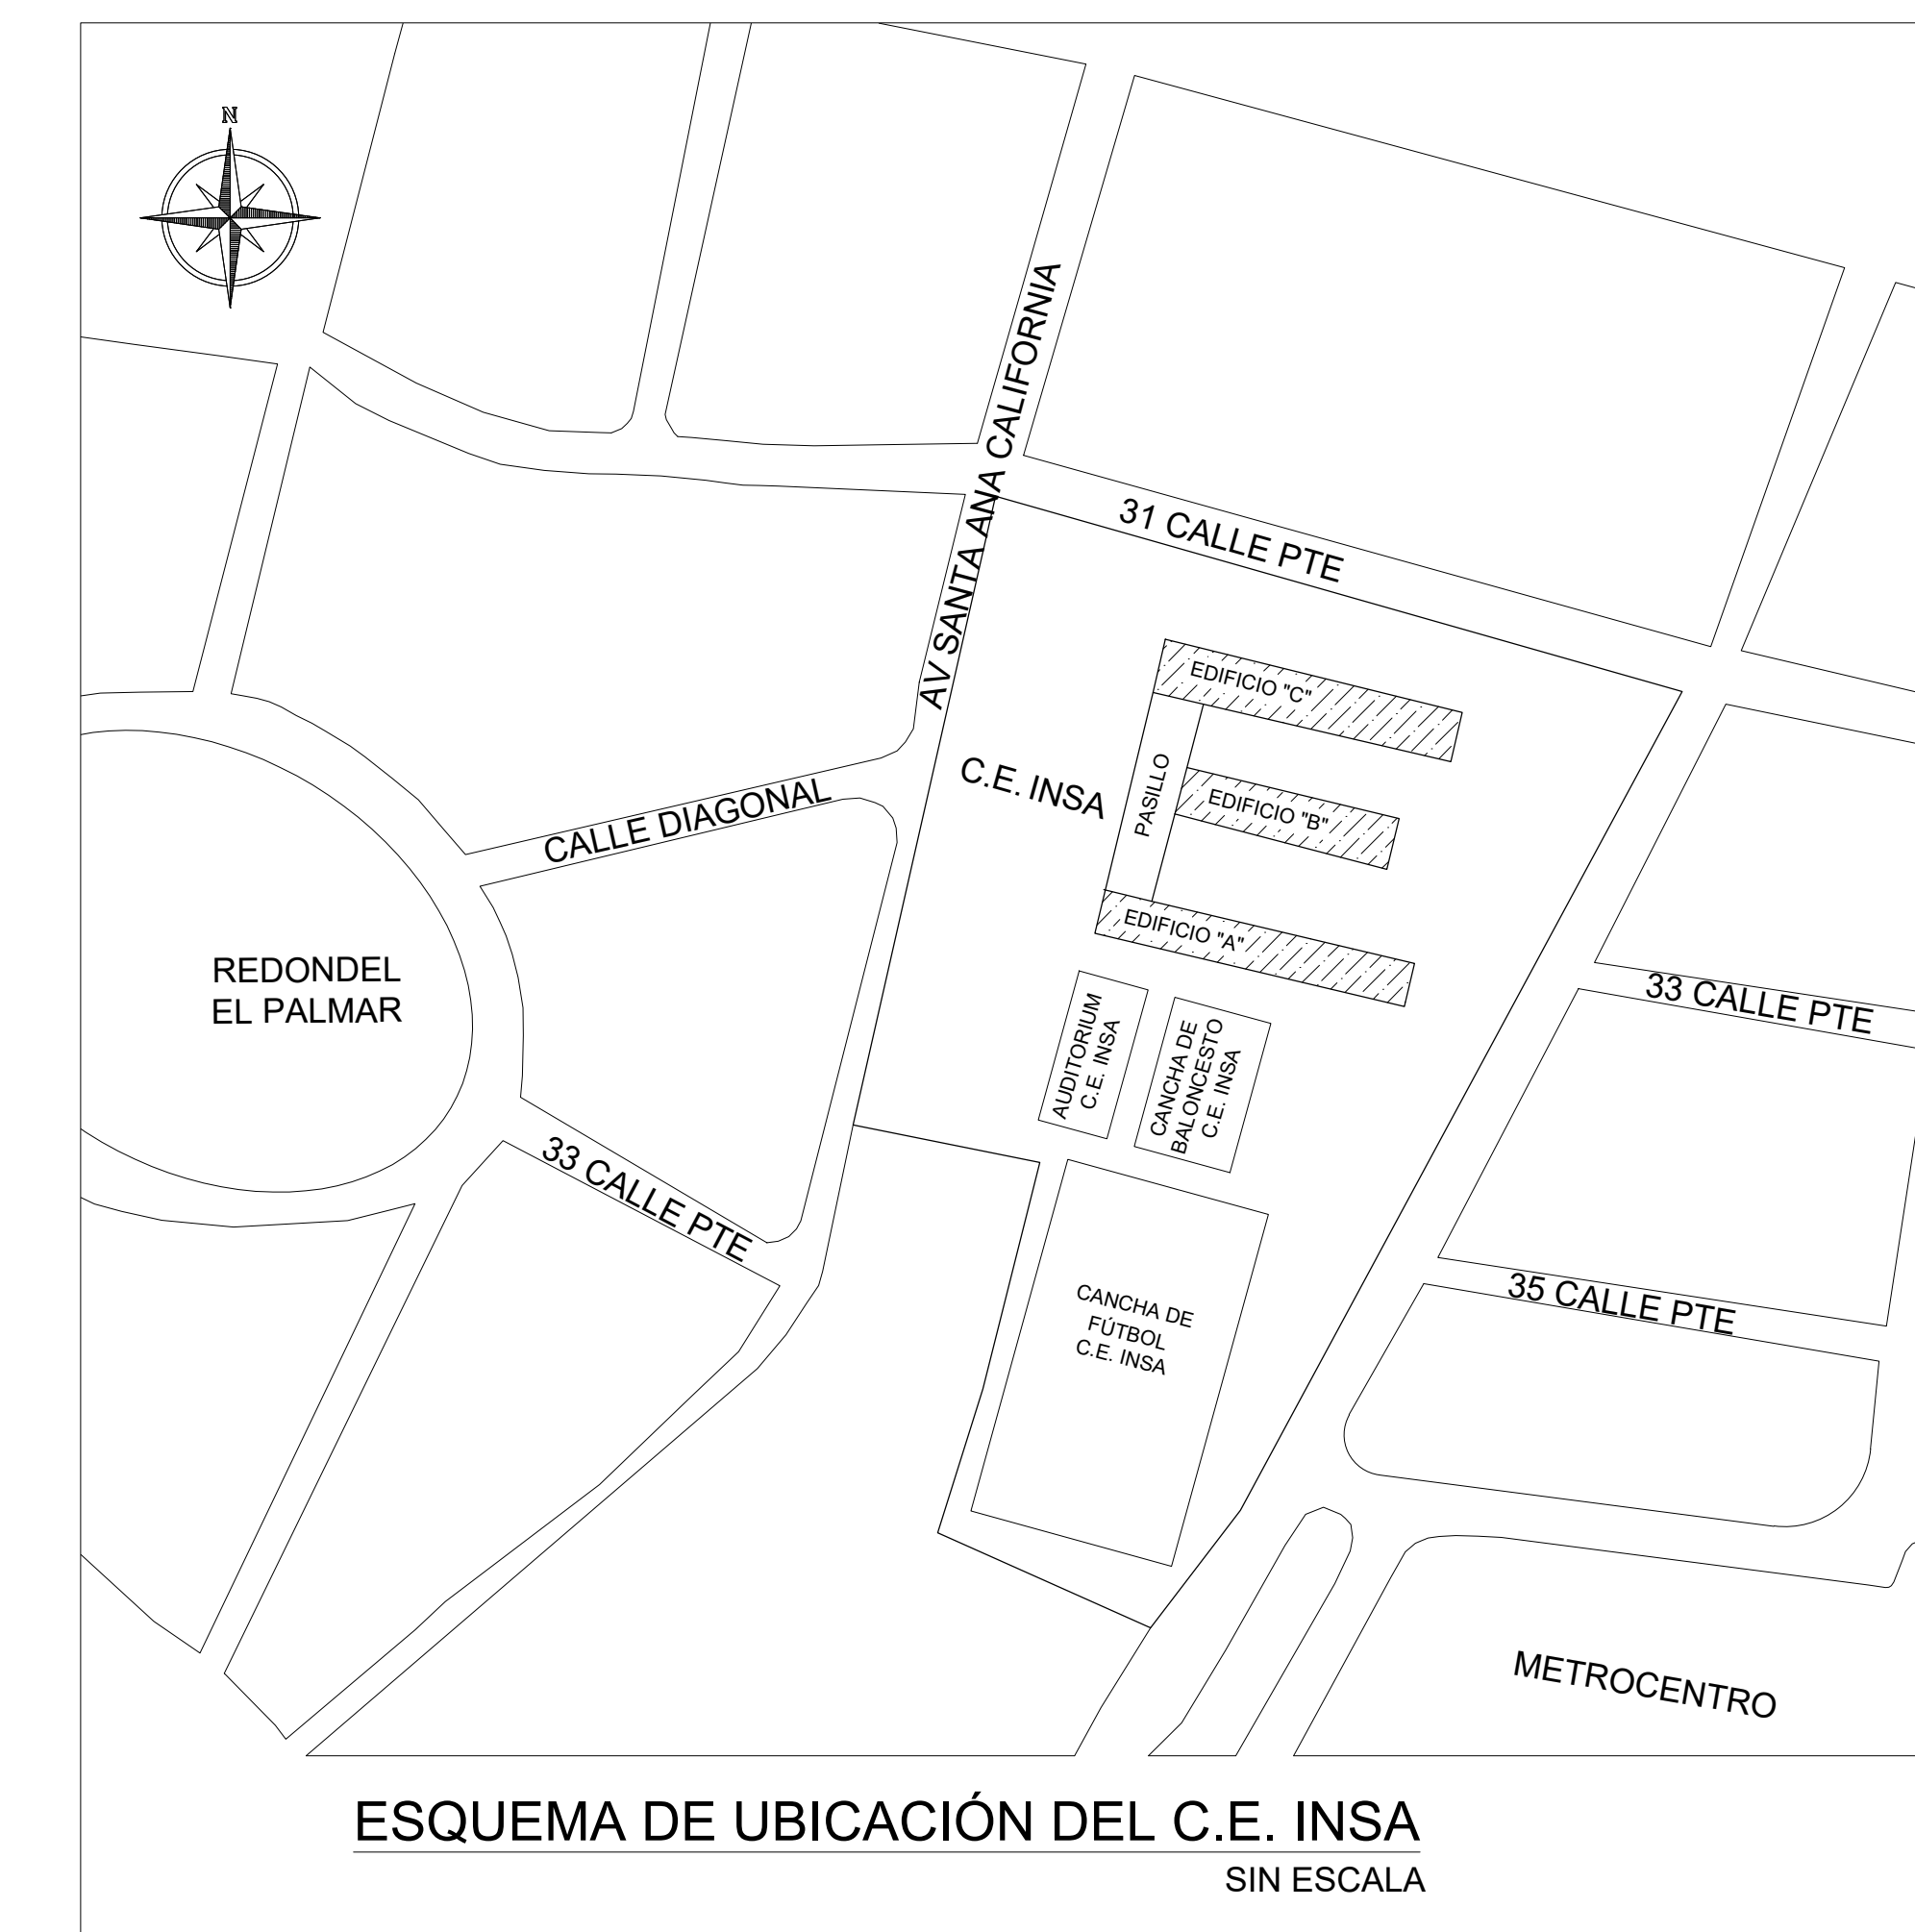 N
AV SANTA ANA CALIFORNIA
31 CALLE PTE
EDIFICIO "C"
C.E. INSA
PASILLO
EDIFICIO "B"
CALLE DIAGONAL
EDIFICIO "A"
REDONDEL
EL PALMAR
33 CALLE PTE
AUDITORIUM
C.E. INSA
CANCHA DE
BALONCESTO
C.E. INSA
33 CALLE PTE
CANCHA DE
FÚTBOL
C.E. INSA
35 CALLE PTE
METROCENTRO
ESQUEMA DE UBICACIÓN DEL C.E. INSA
SIN ESCALA